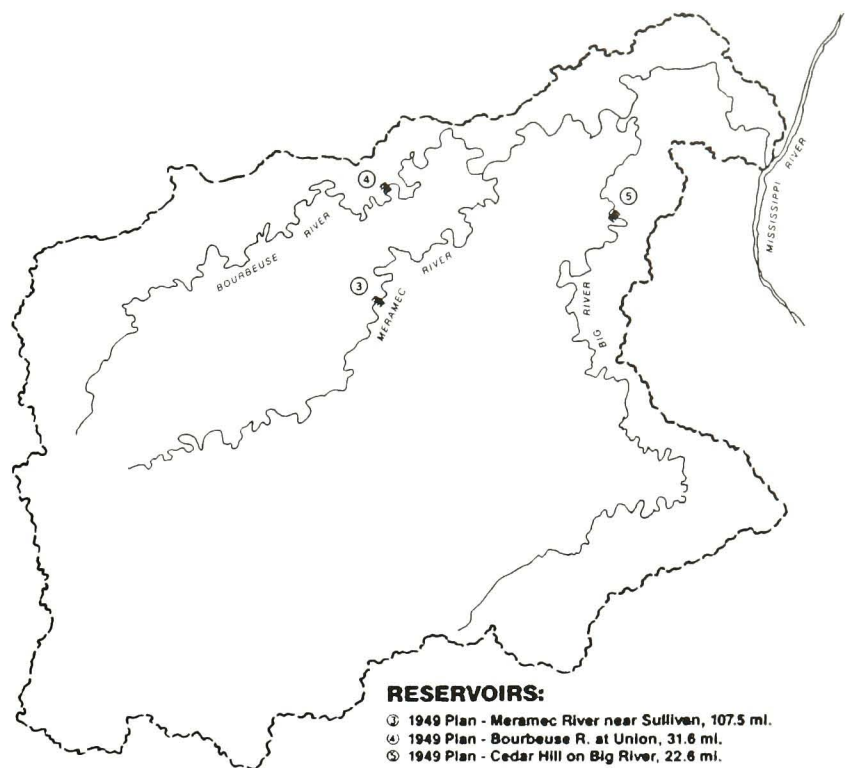 ④
BOURBEUSE RIVER
③
MERAMEC RIVER
⑤
BIG RIVER
MISSISSIPPI RIVER
RESERVOIRS:
③ 1949 Plan - Meramec River near Sullivan, 107.5 mi.
④ 1949 Plan - Bourbeuse R. at Union, 31.6 mi.
⑤ 1949 Plan - Cedar Hill on Big River, 22.6 mi.